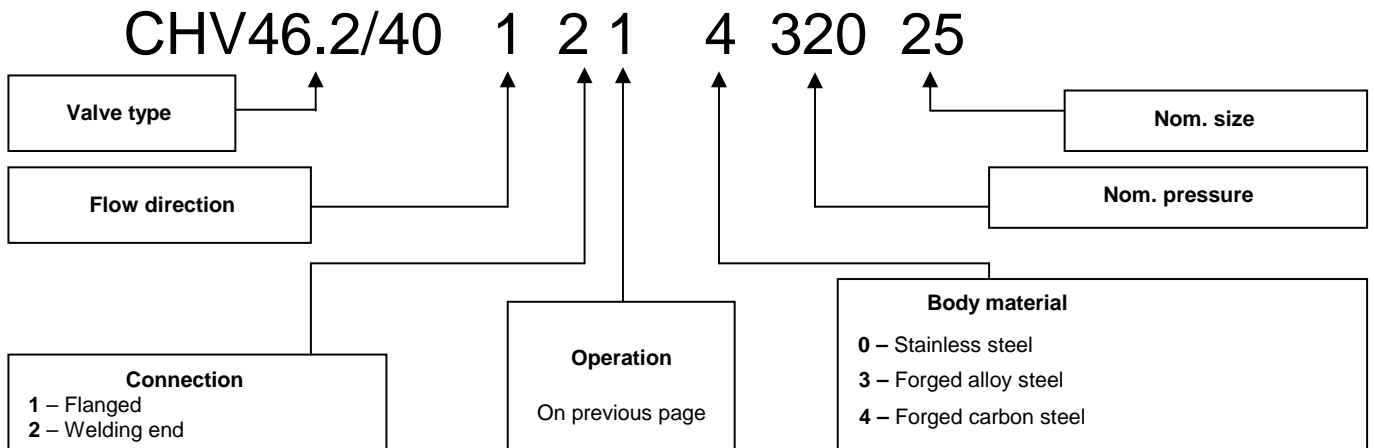 CHV46.2/40 1 2 1 4 320 25
Valve type
Nom. size
Flow direction
Nom. pressure
Connection
1 – Flanged
2 – Welding end
Operation
On previous page
Body material
0 – Stainless steel
3 – Forged alloy steel
4 – Forged carbon steel